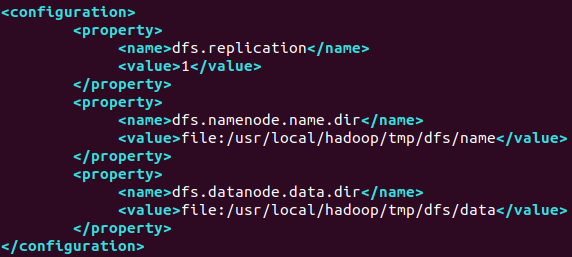 <configuration>
        <property>
             <name>dfs.replication</name>
             <value>1</value>
        </property>
        <property>
             <name>dfs.namenode.name.dir</name>
             <value>file:/usr/local/hadoop/tmp/dfs/name</value>
        </property>
        <property>
             <name>dfs.datanode.data.dir</name>
             <value>file:/usr/local/hadoop/tmp/dfs/data</value>
        </property>
</configuration>